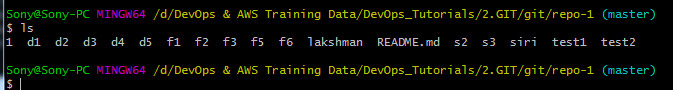 Sony@Sony-PC MINGW64 /d/DevOps & AWS Training Data/DevOps_Tutorials/2.GIT/git/repo-1 (master)
$ ls
1 d1 d2 d3 d4 d5 f1 f2 f3 f5 f6 lakshman README.md s2 s3 siri test1 test2
Sony@Sony-PC MINGW64 /d/DevOps & AWS Training Data/DevOps_Tutorials/2.GIT/git/repo-1 (master)
$